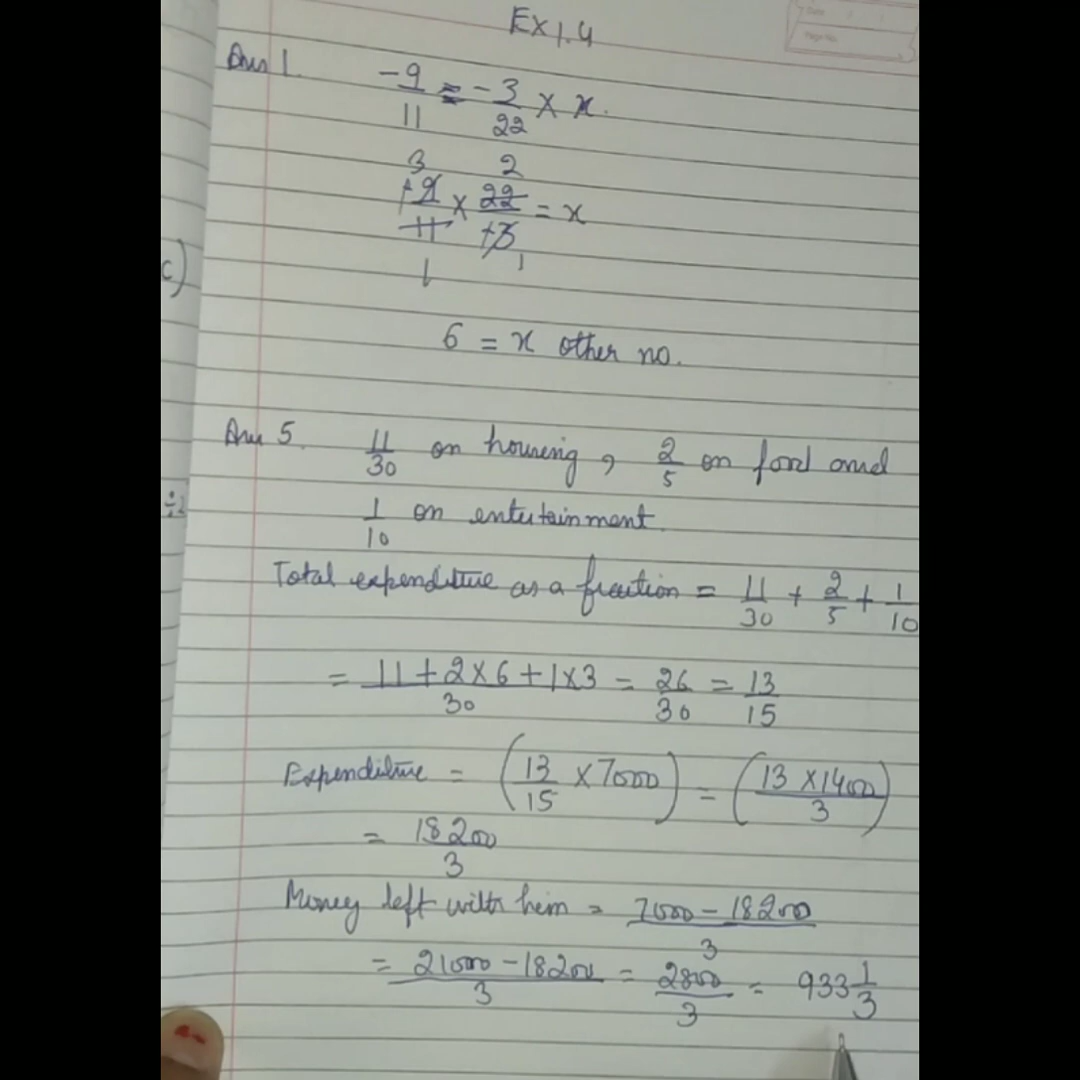 Ex 1.4
Date
Page No.
Ans 1.
-9/11 = -3/22 × x.
3 2
-9/11 × 22/-3 = x
1 1
c)
6 = x other no.
Ans 5. 11/30 on housing, 2/5 on food and
1/10 on entertainment.
Total expenditure as a fraction = 11/30 + 2/5 + 1/10
= (11+2×6+1×3)/30 = 26/30 = 13/15
Expenditure = (13/15 × 7000) = (13×1400/3)
= 18200/3
Money left with him = 7000 - 18200/3
= (21000 - 18200)/3 = 2800/3 = 933 1/3